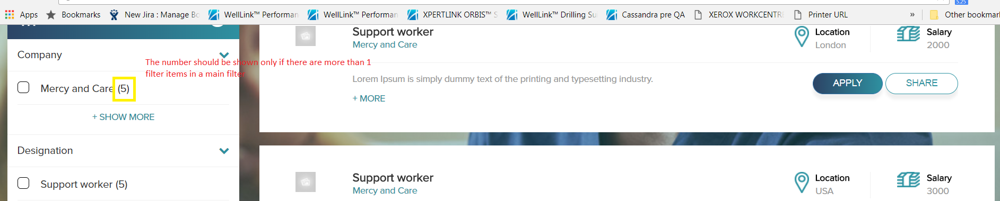 5.25
Apps Bookmarks New Jira : Manage Bo WellLink™ Performan WellLink™ Performan XPERTLINK ORBIS™ S WellLink™ Drilling Su Cassandra pre QA XEROX WORKCENTR Printer URL » Other bookmar
Company
The number should be shown only if there are more than 1
filter items in a main filter
Mercy and Care (5)
+ SHOW MORE
Designation
Support worker (5)
Support worker
Mercy and Care
Location
London
Salary
2000
Lorem Ipsum is simply dummy text of the printing and typesetting industry.
+ MORE
APPLY
SHARE
Support worker
Mercy and Care
Location
USA
Salary
3000